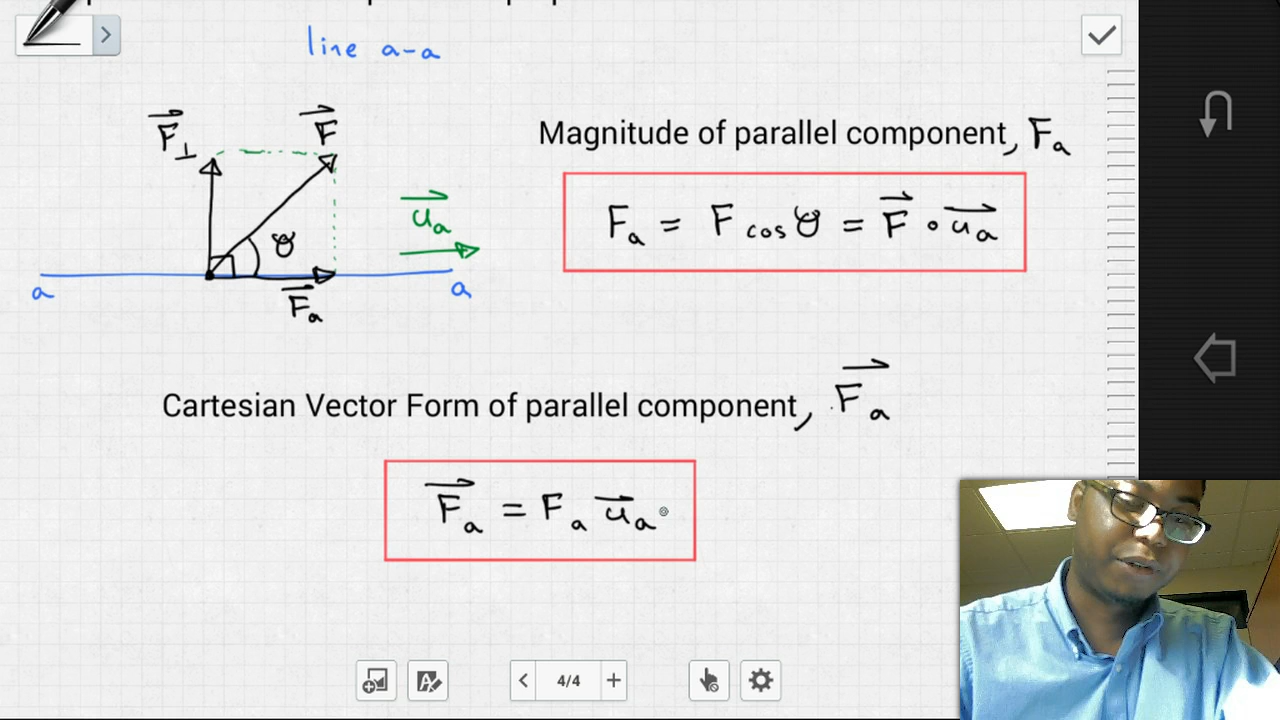 line a-a
F⊥
F
Magnitude of parallel component, Fa
ua
θ
Fa = F cosθ = F • ua
a
Fa
a
Cartesian Vector Form of parallel component, Fa
Fa = Fa ua
4/4